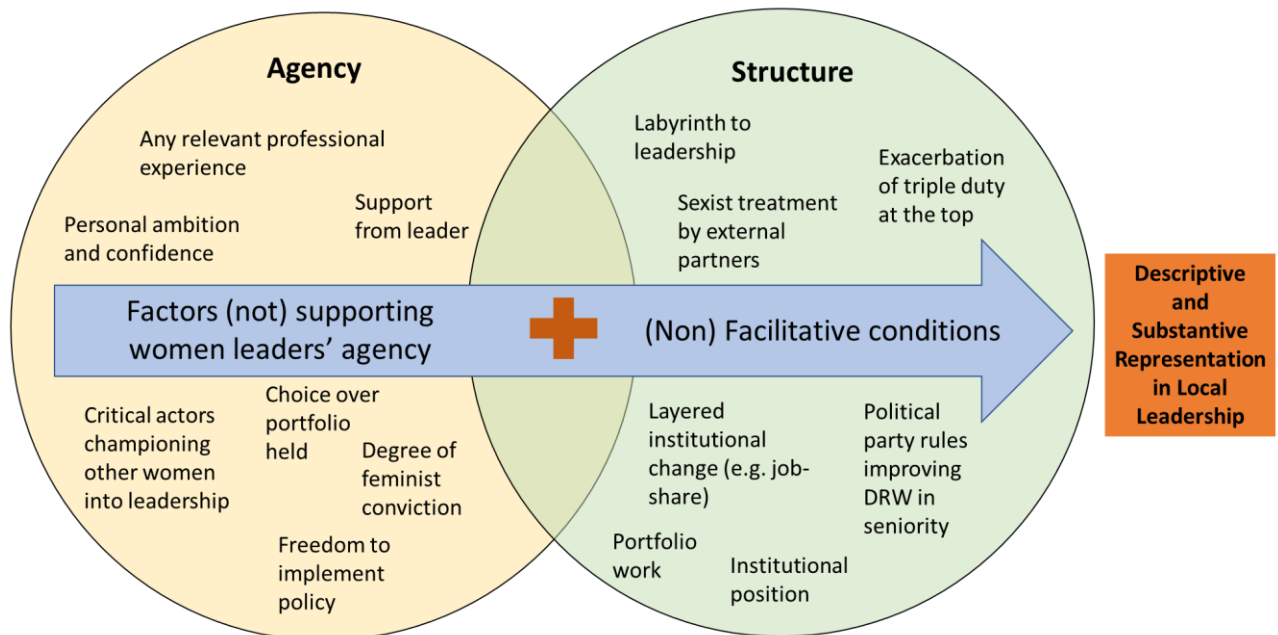 Agency
Any relevant professional
experience
Support
from leader
Personal ambition
and confidence
Structure
Labyrinth to
leadership
Exacerbation
of triple duty
at the top
Sexist treatment
by external
partners
Factors (not) supporting
women leaders’ agency
(Non) Facilitative conditions
Descriptive
and
Substantive
Representation
in Local
Leadership
Critical actors
championing
other women
into leadership
Choice over
portfolio
held
Degree of
feminist
conviction
Freedom to
implement
policy
Layered
institutional
change (e.g. job-
share)
Political
party rules
improving
DRW in
seniority
Portfolio
work
Institutional
position